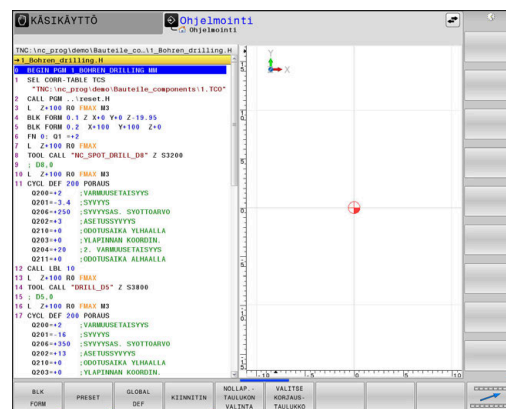 KÄSIKÄYTTÖ
Ohjelmointi
Ohjelmointi
TNC:\nc_prog\demo\Bauteile_co…\1_Bohren_drilling.H
→1_Bohren_drilling.H
0 BEGIN PGM 1_BOHREN_DRILLING MM
1 SEL CORR-TABLE TCS
"TNC:\nc_prog\demo\Bauteile_components\1.TCO"
2 CALL PGM ..\reset.H
3 L Z+100 R0 FMAX M3
4 BLK FORM 0.1 Z X+0 Y+0 Z-19.95
5 BLK FORM 0.2 X+100 Y+100 Z+0
6 FN 0: Q1 =+2
7 L Z+100 R0 FMAX
8 TOOL CALL "NC_SPOT_DRILL_D8" Z S3200
9 ; D8,0
10 L Z+100 R0 FMAX M3
11 CYCL DEF 200 PORAUS
Q200=+2 ;VARMUUSETAISYYS
Q201=-3.4 ;SYVYYS
Q206=+250 ;SYVYYSAS. SYOTTOARVO
Q202=+3 ;ASETUSSYVYYS
Q210=+0 ;ODOTUSAIKA YLHAALLA
Q203=+0 ;YLAPINNAN KOORDIN.
Q204=+20 ;2. VARMUUSETAISYYS
Q211=+0 ;ODOTUSAIKA ALHAALLA
12 CALL LBL 10
13 L Z+100 R0 FMAX
14 TOOL CALL "DRILL_D5" Z S3800
15 ; D5,0
16 L Z+100 R0 FMAX M3
17 CYCL DEF 200 PORAUS
Q200=+2 ;VARMUUSETAISYYS
Q201=-16 ;SYVYYS
Q206=+350 ;SYVYYSAS. SYOTTOARVO
Q202=+13 ;ASETUSSYVYYS
Q210=+0 ;ODOTUSAIKA YLHAALLA
Q203=+0 ;YLAPINNAN KOORDIN.
Y
X
BLK FORM
PRESET
GLOBAL DEF
KIINNITIN
NOLLAP.-TAULUKON VALINTA
VALITSE KORJAUS-TAULUKKO